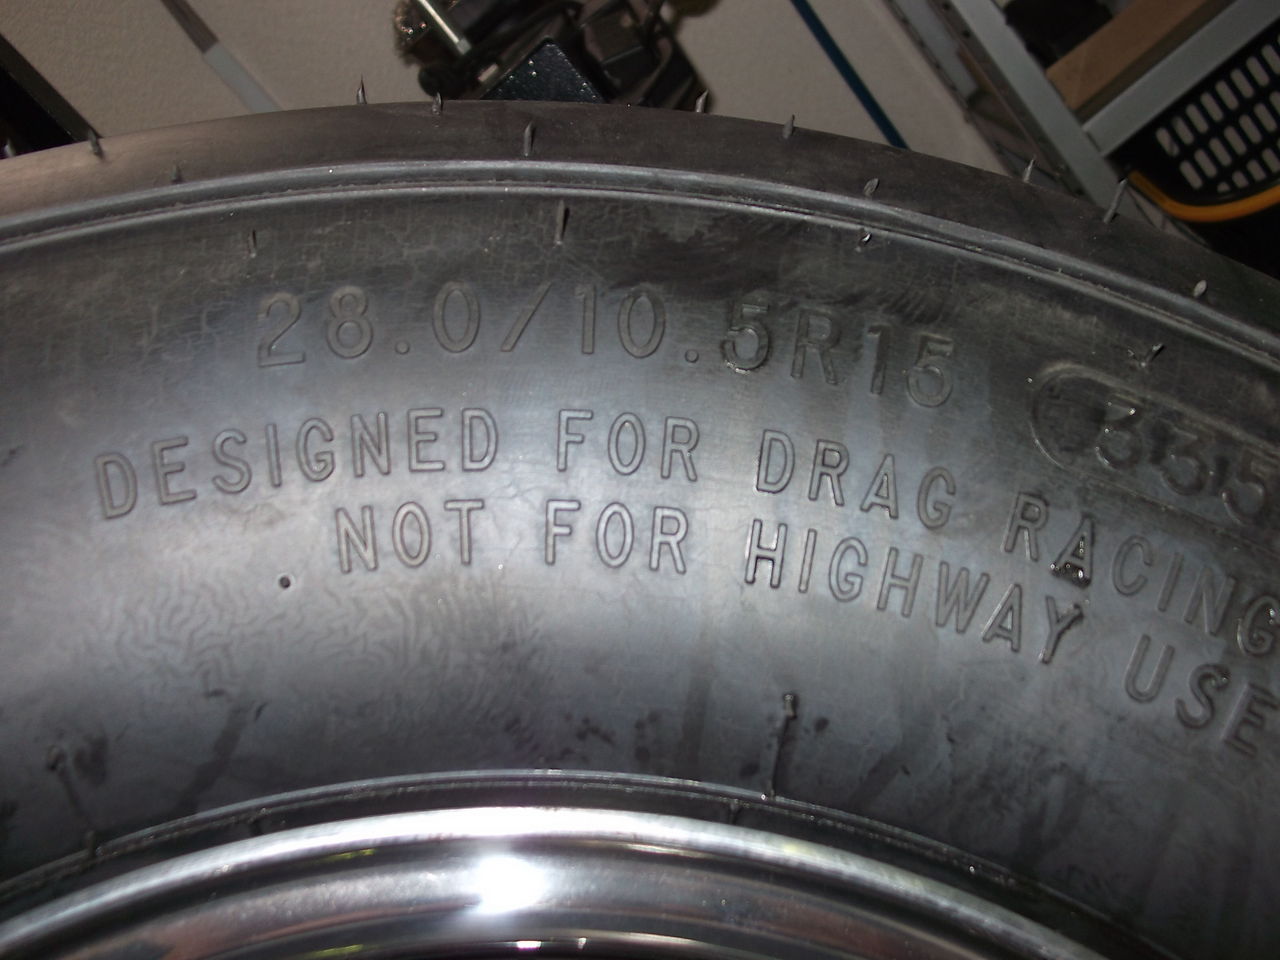 28.0/10.5R15
DESIGNED FOR DRAG RACING
NOT FOR HIGHWAY USE